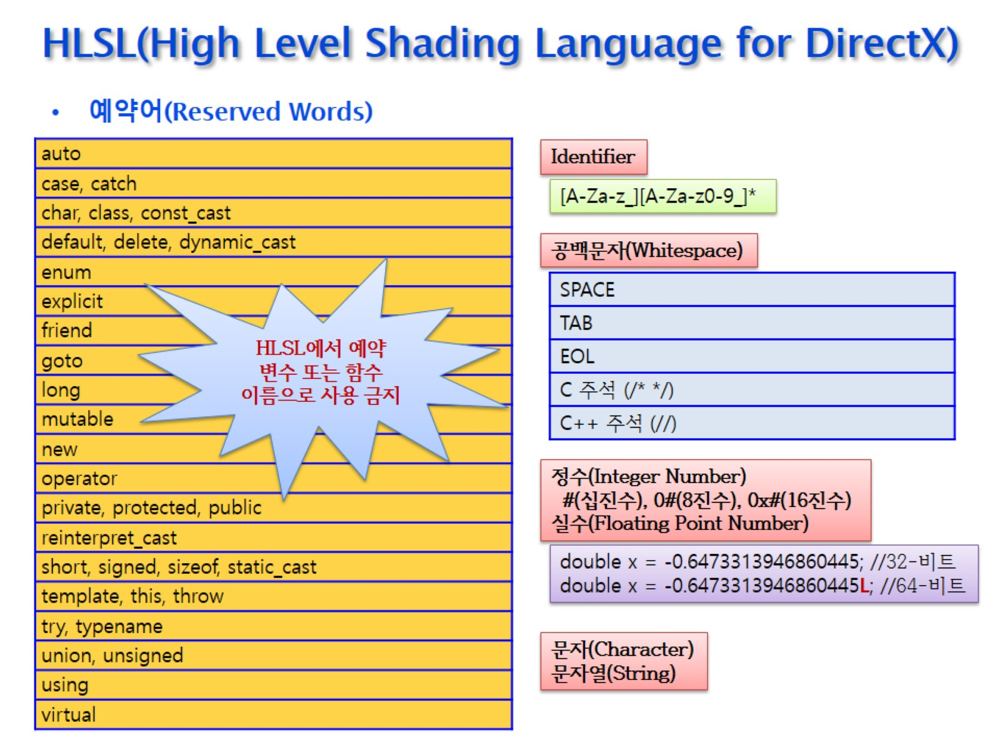 HLSL(High Level Shading Language for DirectX)
• 예약어(Reserved Words)
auto
case, catch
char, class, const_cast
default, delete, dynamic_cast
enum
explicit
friend
goto
long
mutable
new
operator
private, protected, public
reinterpret_cast
short, signed, sizeof, static_cast
template, this, throw
try, typename
union, unsigned
using
virtual
HLSL에서 예약
변수 또는 함수
이름으로 사용 금지
Identifier
[A-Za-z_][A-Za-z0-9_]*
공백문자(Whitespace)
SPACE
TAB
EOL
C 주석 (/* */)
C++ 주석 (//)
정수(Integer Number)
#(십진수), 0#(8진수), 0x#(16진수)
실수(Floating Point Number)
double x = -0.6473313946860445; //32-비트
double x = -0.6473313946860445L; //64-비트
문자(Character)
문자열(String)